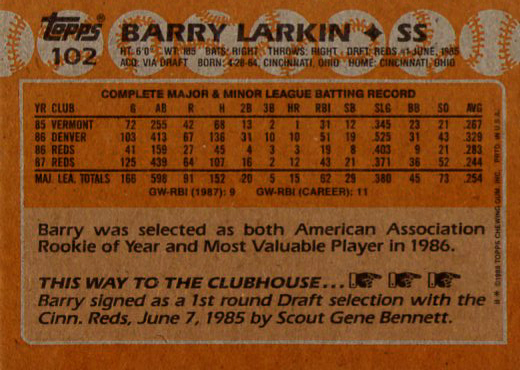 Topps
102
BARRY LARKIN ♦ SS
HT: 6'0" WT: 185 BATS: RIGHT THROWS: RIGHT DRAFT: REDS #1-JUNE, 1985
ACQ: VIA DRAFT BORN: 4-28-64, CINCINNATI, OHIO HOME: CINCINNATI, OHIO
COMPLETE MAJOR & MINOR LEAGUE BATTING RECORD
YR CLUB G AB R H 2B 3B HR RBI SB SLG BB SO AVG
85 VERMONT 72 255 42 68 13 2 1 31 12 .345 23 21 .267
86 DENVER 103 413 67 136 31 10 10 51 19 .525 31 43 .329
86 REDS 41 159 27 45 4 3 3 19 8 .403 9 21 .283
87 REDS 125 439 64 107 16 2 12 43 21 .371 36 52 .244
MAJ. LEA. TOTALS 166 598 91 152 20 5 15 62 29 .380 45 73 .254
GW-RBI (1987): 9 GW-RBI (CAREER): 11
Barry was selected as both American Association
Rookie of Year and Most Valuable Player in 1986.
THIS WAY TO THE CLUBHOUSE...
Barry signed as a 1st round Draft selection with the
Cinn. Reds, June 7, 1985 by Scout Gene Bennett.
©1988 TOPPS CHEWING GUM, INC. PRTD. IN U.S.A.